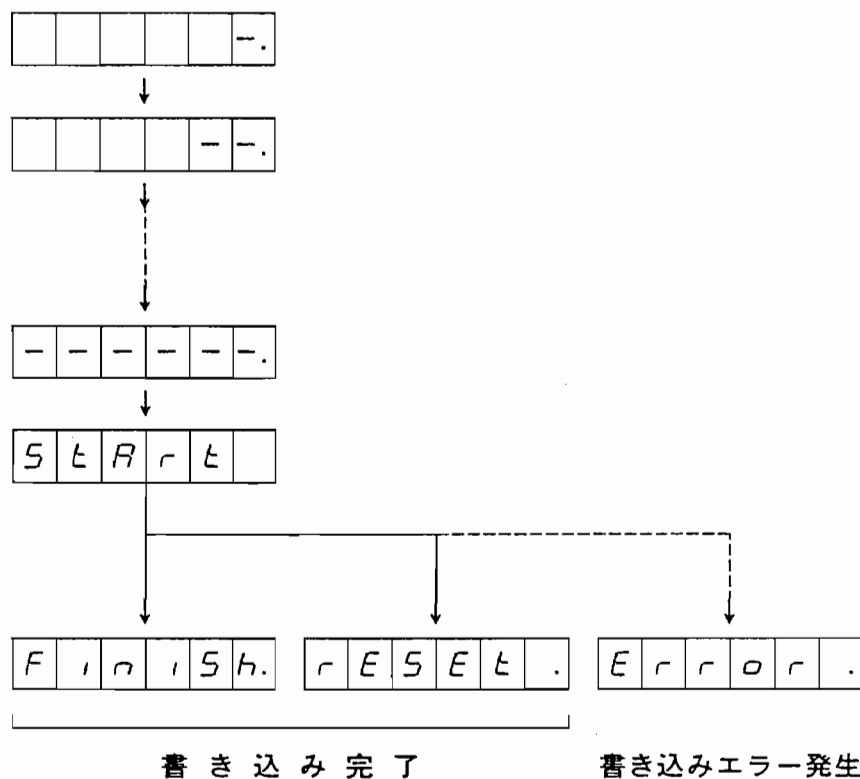 -.
--.
------.
StArt
FiniSh. rESEt. Error.
書き込み完了 書き込みエラー発生